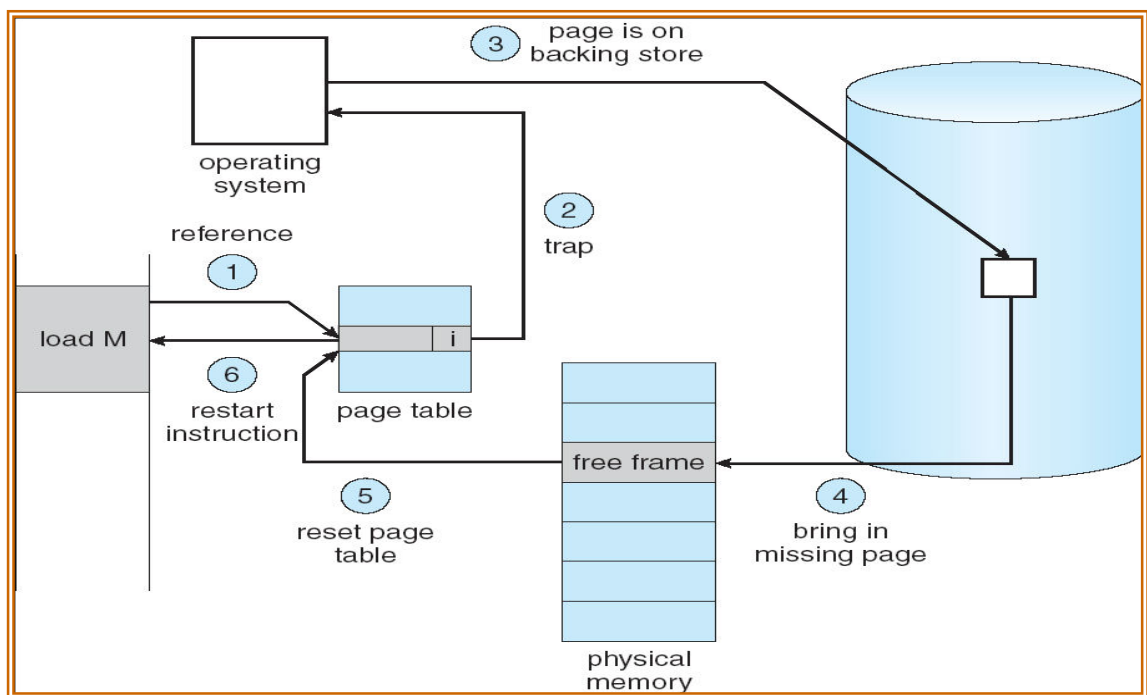 3
page is on
backing store
operating
system
2
trap
reference
1
load M
i
6
restart
instruction
page table
free frame
5
reset page
table
4
bring in
missing page
physical
memory